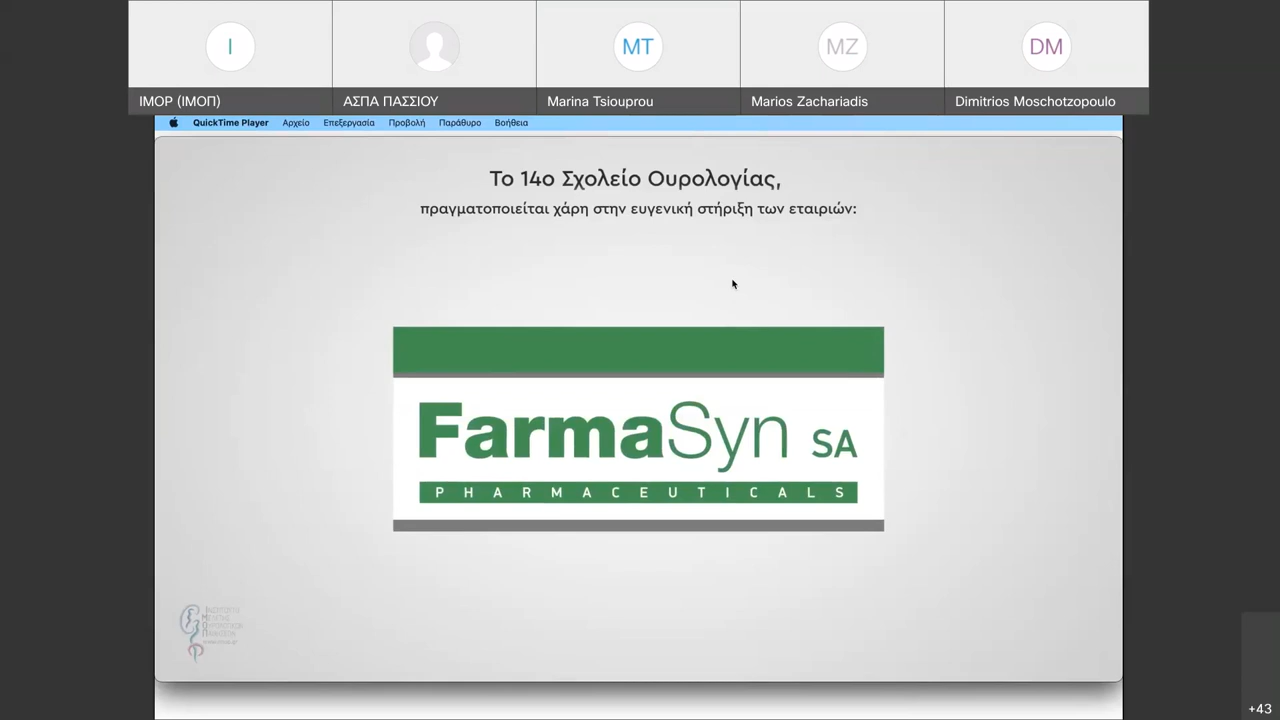 I
MT
MZ
DM
IMOP (ΙΜΟΠ)
ΑΣΠΑ ΠΑΣΣΙΟΥ
Marina Tsiouprou
Marios Zachariadis
Dimitrios Moschotzopoulo
QuickTime Player Αρχείο Επεξεργασία Προβολή Παράθυρο Βοήθεια
Το 14ο Σχολείο Ουρολογίας,
πραγματοποιείται χάρη στην ευγενική στήριξη των εταιριών:
FarmaSyn SA
PHARMACEUTICALS
+43